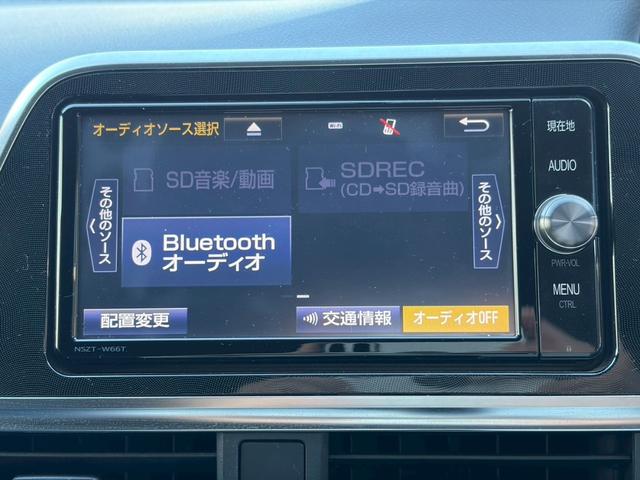 オーディオソース選択
Wi-Fi
現在地
AUDIO
SD音楽/動画
SDREC
(CD➡SD録音曲)
その他のソース
その他のソース
Bluetooth
オーディオ
PWR•VOL
MENU
CTRL
配置変更
交通情報
オーディオOFF
NSZT-W66T